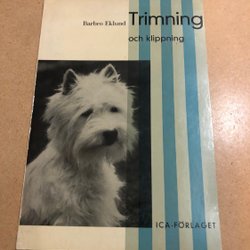 Barbro Eklund Trimning
och klippning
ICA-FÖRLAGET